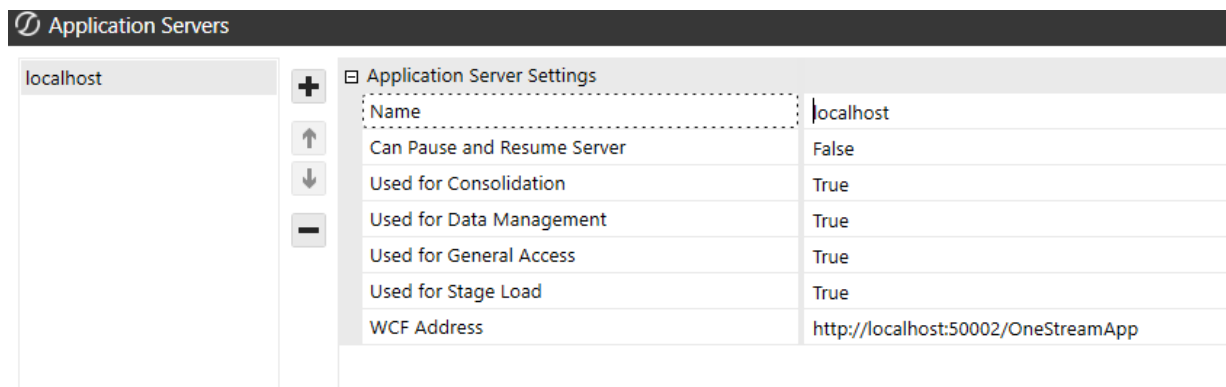 Application Servers
localhost
Application Server Settings
Name localhost
Can Pause and Resume Server False
Used for Consolidation True
Used for Data Management True
Used for General Access True
Used for Stage Load True
WCF Address http://localhost:50002/OneStreamApp